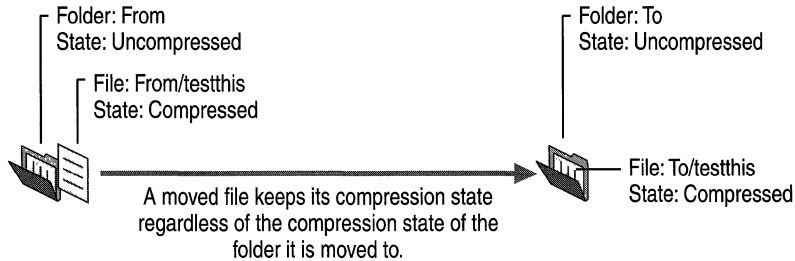 Folder: From
State: Uncompressed
File: From/testthis
State: Compressed
Folder: To
State: Uncompressed
File: To/testthis
State: Compressed
A moved file keeps its compression state
regardless of the compression state of the
folder it is moved to.